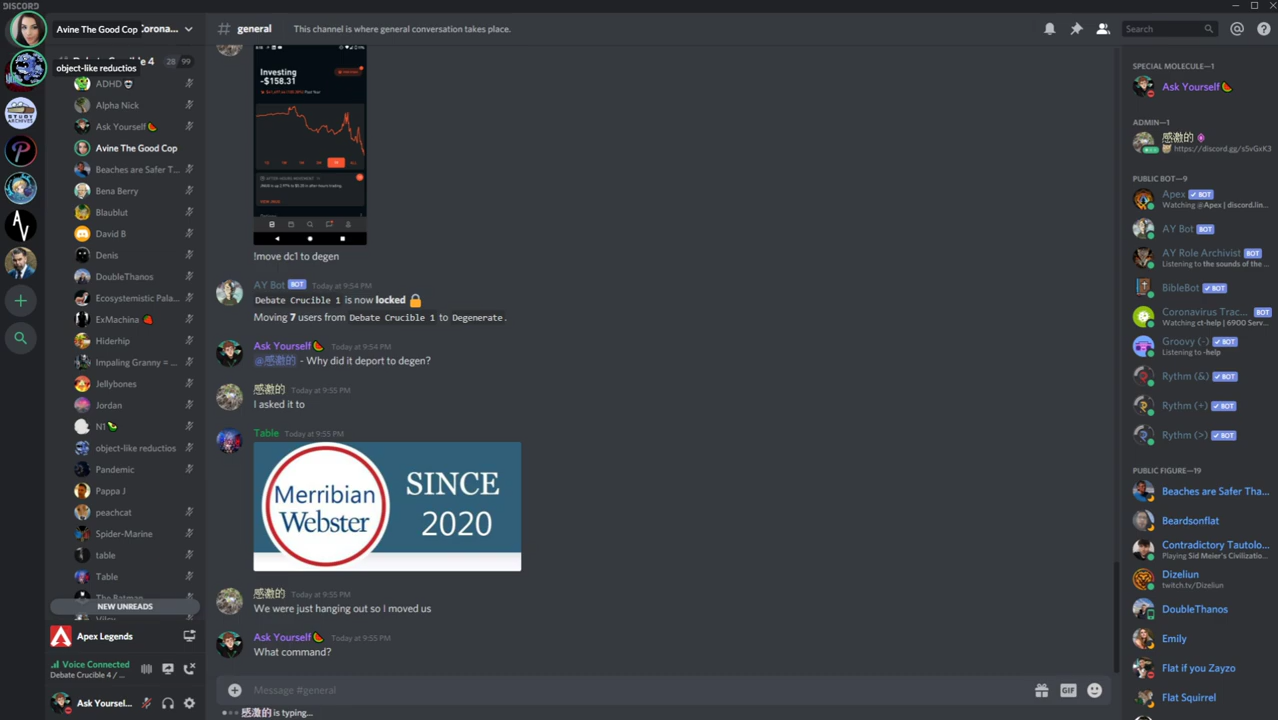 DISCORD
Avine The Good Cop
Corona...
general
This channel is where general conversation takes place.
Search
Debate Crucible 4
28 99
object-like reductios
ADHD
Alpha Nick
Ask Yourself
Avine The Good Cop
Beaches are Safer T...
Bena Berry
Blaublut
David B
Denis
DoubleThanos
Ecosystemistic Pala...
ExMachina
Hiderhip
Impaling Granny = ...
Jellybones
Jordan
N1
object-like reductios
Pandemic
Pappa J
peachcat
Spider-Marine
table
Table
The Batman
NEW UNREADS
Apex Legends
Voice Connected
Debate Crucible 4 / ...
Ask Yoursel...
STUDY
ARCHIVES
Investing
-$158.31
!move dc1 to degen
AY Bot BOT Today at 9:54 PM
Debate Crucible 1 is now locked
Moving 7 users from Debate Crucible 1 to Degenerate.
Ask Yourself Today at 9:54 PM
@感激的 - Why did it deport to degen?
感激的 Today at 9:55 PM
I asked it to
Table Today at 9:55 PM
Merribian
Webster
SINCE
2020
感激的 Today at 9:55 PM
We were just hanging out so I moved us
Ask Yourself Today at 9:55 PM
What command?
Message #general
GIF
感激的 is typing...
SPECIAL MOLECULE—1
Ask Yourself
ADMIN—1
感激的
https://discord.gg/s5vGxK3
PUBLIC BOT—9
Apex BOT
Watching @Apex | discord.lin...
AY Bot BOT
AY Role Archivist BOT
Listening to the sounds of the...
BibleBot BOT
Coronavirus Trac... BOT
Watching ct-help | 6900 Server
Groovy (-) BOT
Listening to -help
Rythm (&) BOT
Rythm (+) BOT
Rythm (>) BOT
PUBLIC FIGURE—19
Beaches are Safer Tha...
Beardsonflat
Contradictory Tautolo...
Playing Sid Meier's Civilizatio...
Dizeliun
twitch.tv/Dizeliun
DoubleThanos
Emily
Flat if you Zayzo
Flat Squirrel